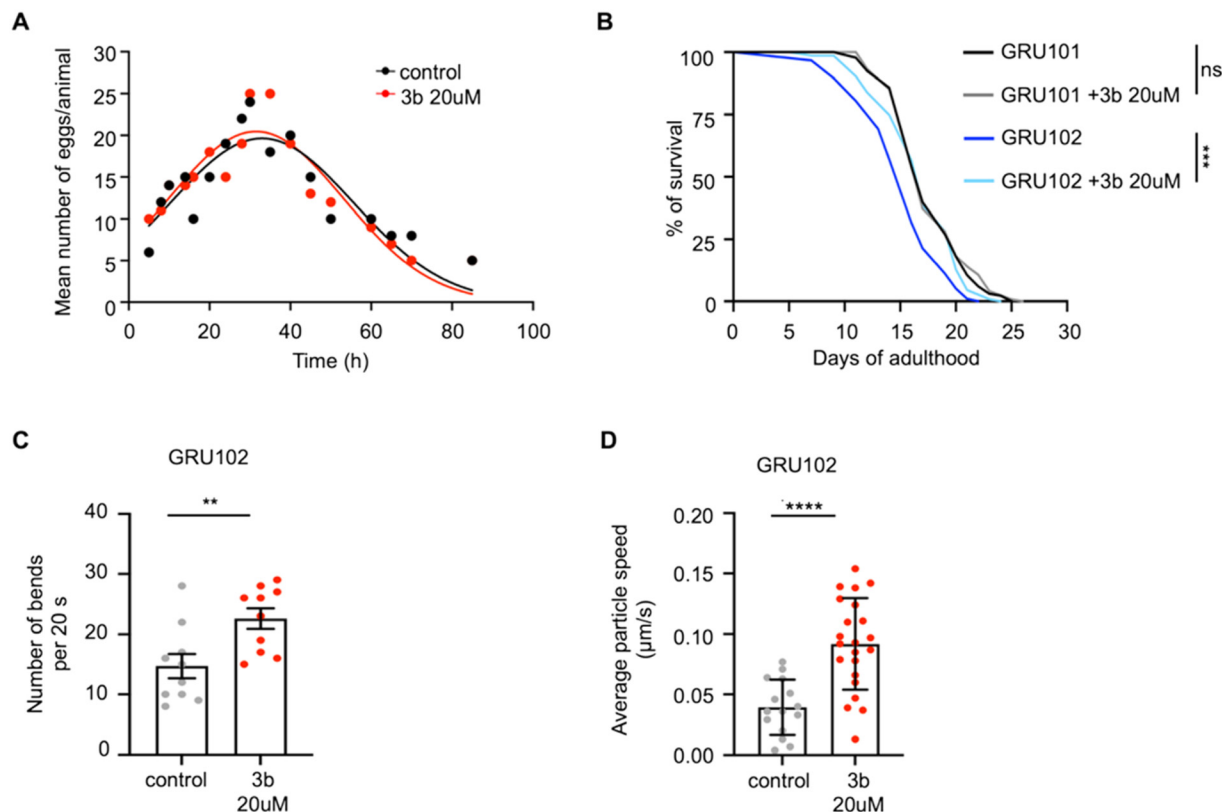 A
Mean number of eggs/animal
30
25
20
15
10
5
0
0 20 40 60 80 100
Time (h)
control
3b 20uM
B
% of survival
100
75
50
25
0
0 5 10 15 20 25 30
Days of adulthood
GRU101
GRU101 +3b 20uM
GRU102
GRU102 +3b 20uM
ns
***
C
GRU102
**
Number of bends
per 20 s
40
30
20
10
0
control 3b
20uM
D
GRU102
****
Average particle speed
(µm/s)
0.20
0.15
0.10
0.05
0.00
control 3b
20uM